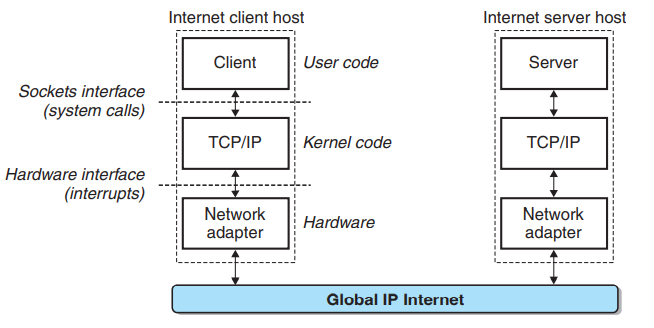 Internet client host
Internet server host
Client
User code
Server
Sockets interface
(system calls)
TCP/IP
Kernel code
TCP/IP
Hardware interface
(interrupts)
Network
adapter
Hardware
Network
adapter
Global IP Internet